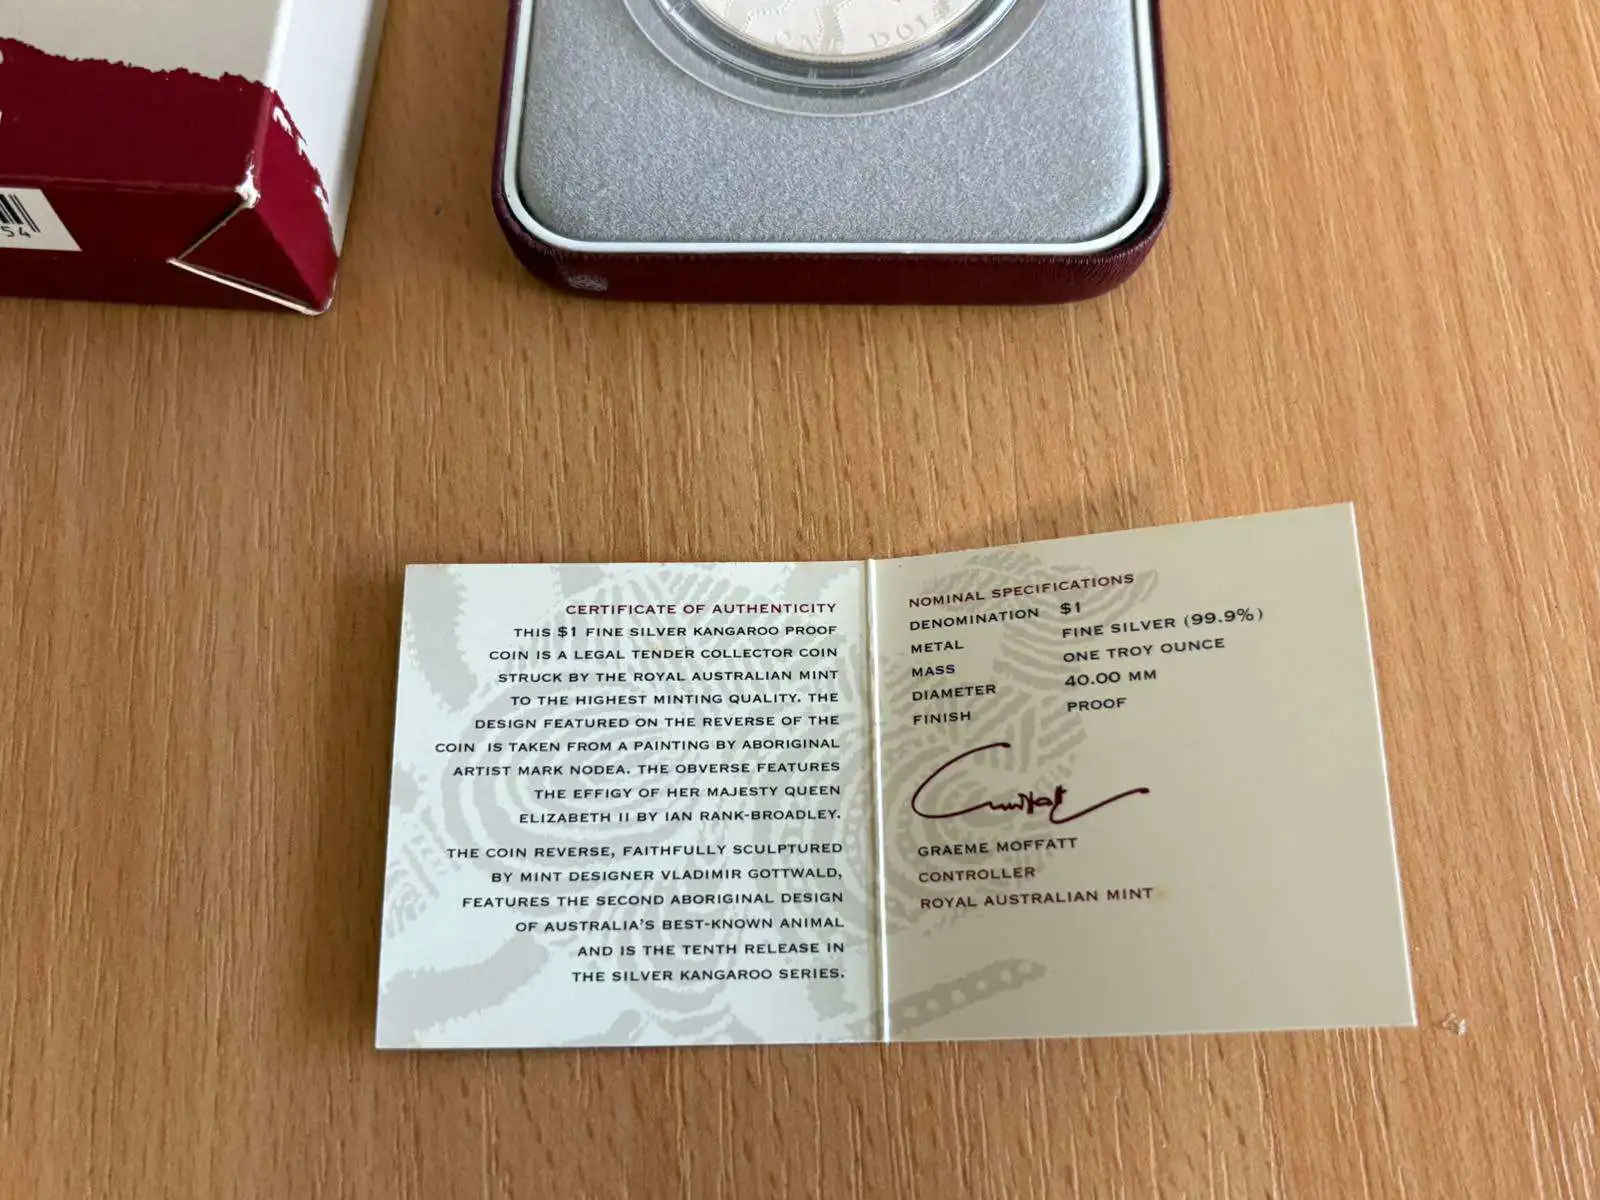 ONE DOL
54
CERTIFICATE OF AUTHENTICITY
THIS $1 FINE SILVER KANGAROO PROOF
COIN IS A LEGAL TENDER COLLECTOR COIN
STRUCK BY THE ROYAL AUSTRALIAN MINT
TO THE HIGHEST MINTING QUALITY. THE
DESIGN FEATURED ON THE REVERSE OF THE
COIN IS TAKEN FROM A PAINTING BY ABORIGINAL
ARTIST MARK NODEA. THE OBVERSE FEATURES
THE EFFIGY OF HER MAJESTY QUEEN
ELIZABETH II BY IAN RANK-BROADLEY.
THE COIN REVERSE, FAITHFULLY SCULPTURED
BY MINT DESIGNER VLADIMIR GOTTWALD,
FEATURES THE SECOND ABORIGINAL DESIGN
OF AUSTRALIA'S BEST-KNOWN ANIMAL
AND IS THE TENTH RELEASE IN
THE SILVER KANGAROO SERIES.
NOMINAL SPECIFICATIONS
DENOMINATION $1
METAL FINE SILVER (99.9%)
MASS ONE TROY OUNCE
DIAMETER 40.00 MM
FINISH PROOF
GRAEME MOFFATT
CONTROLLER
ROYAL AUSTRALIAN MINT